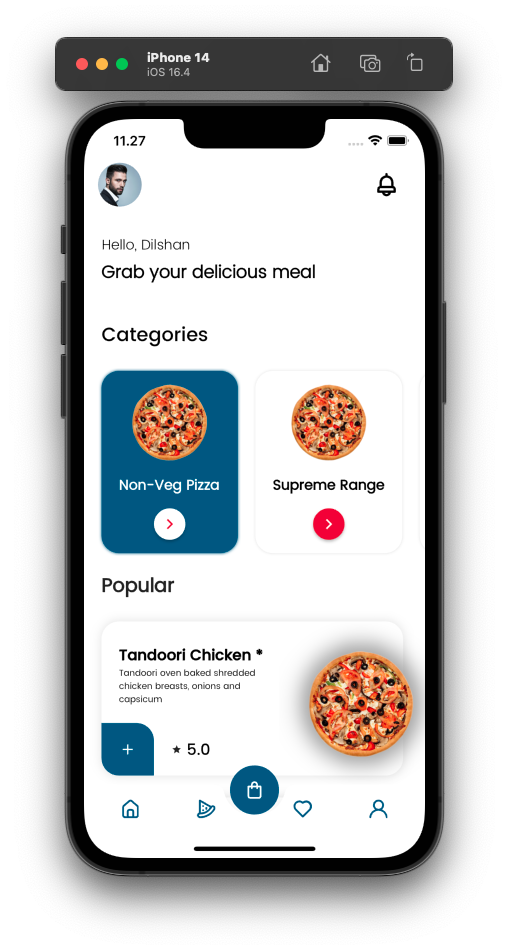 iPhone 14
iOS 16.4
11.27
Hello, Dilshan
Grab your delicious meal
Categories
Non-Veg Pizza
Supreme Range
Popular
Tandoori Chicken *
Tandoori oven baked shredded
chicken breasts, onions and
capsicum
+
5.0